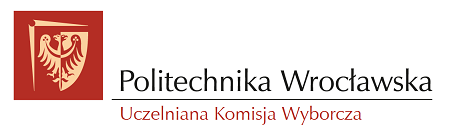 Politechnika Wrocławska
Uczelniana Komisja Wyborcza